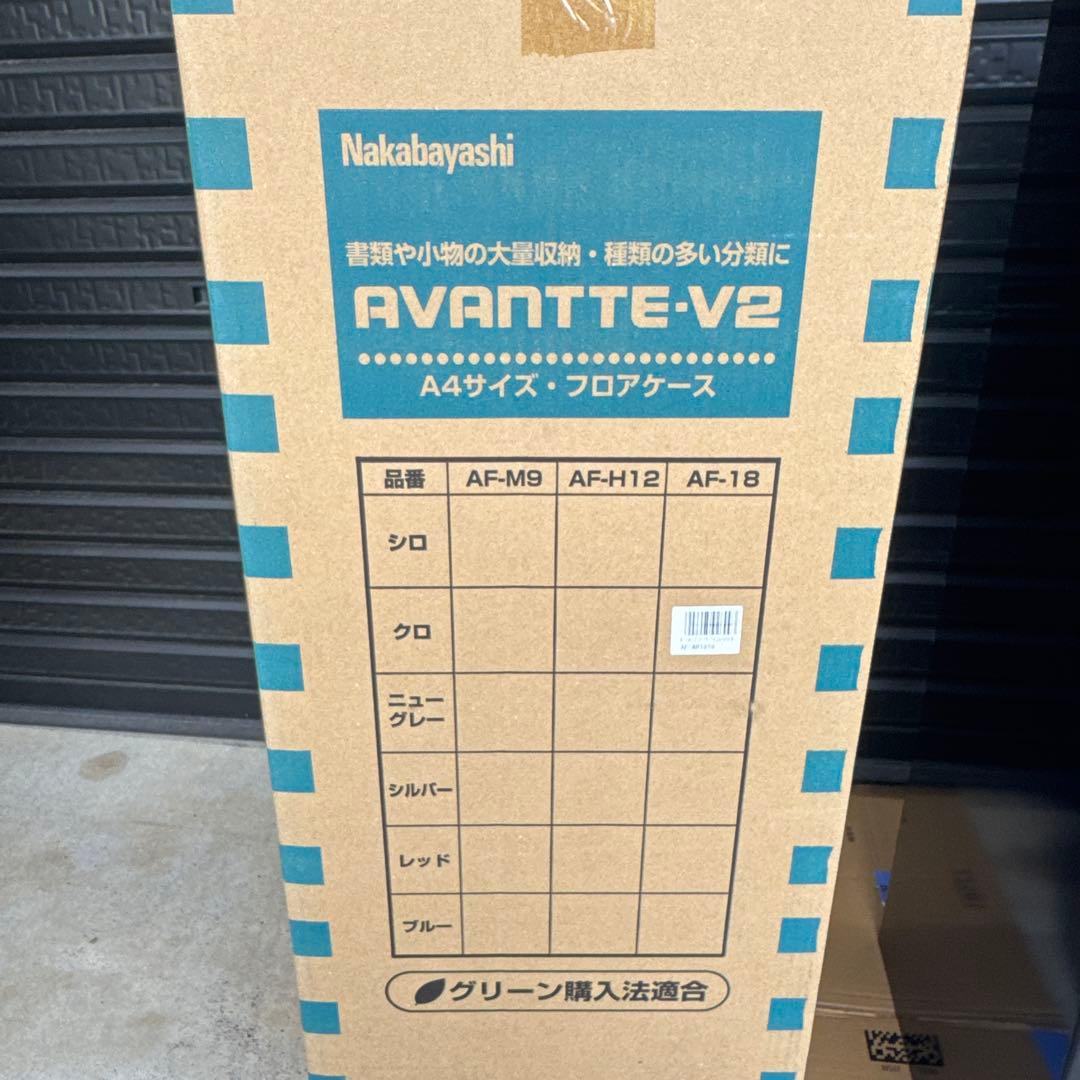 Nakabayashi
書類や小物の大量収納・種類の多い分類に
AVANTTE-V2
A4サイズ・フロアケース
品番 AF-M9 AF-H12 AF-18
シロ
クロ
ニュー
グレー
シルバー
レッド
ブルー
グリーン購入法適合